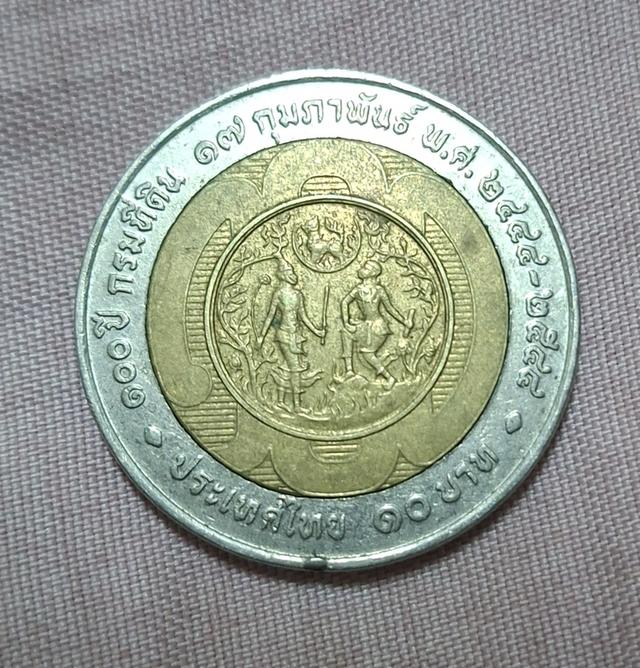 ๑๐๐ ปี กรมที่ดิน ๑๗ กุมภาพันธ์ พ.ศ. ๒๔๔๔-๒๕๔๔
ประเทศไทย ๑๐ บาท